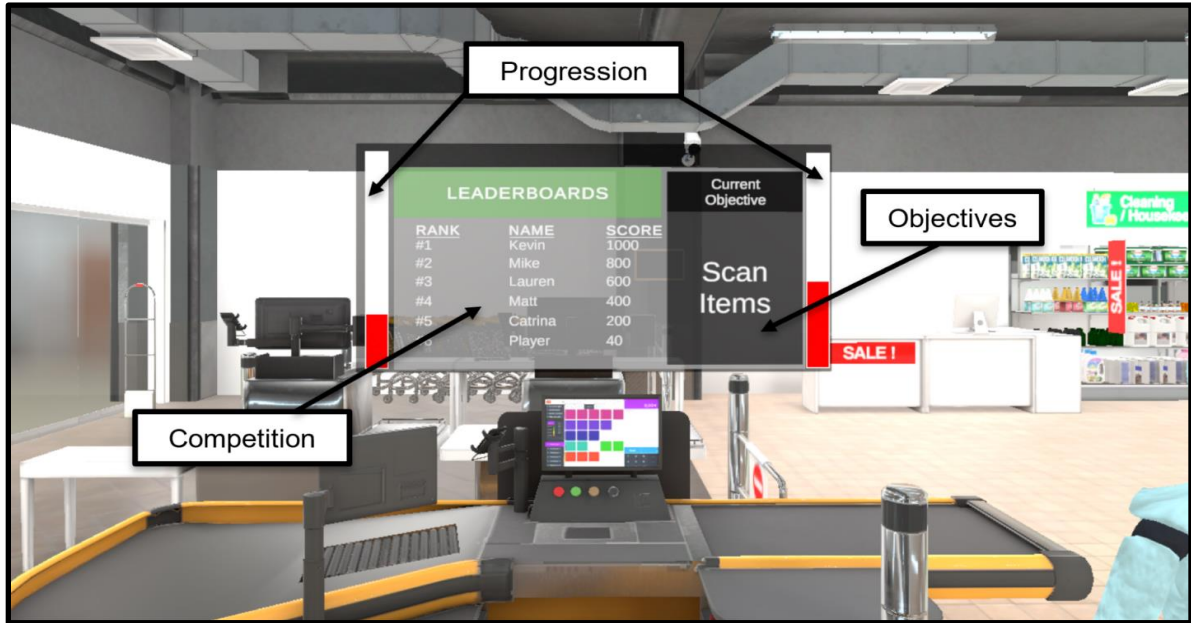 Progression
LEADERBOARDS
RANK NAME SCORE
#1 Kevin 1000
#2 Mike 800
#3 Lauren 600
#4 Matt 400
#5 Catrina 200
Player 40
Current
Objective
Scan
Items
Objectives
Competition
Cleaning
SALE !
SALE !